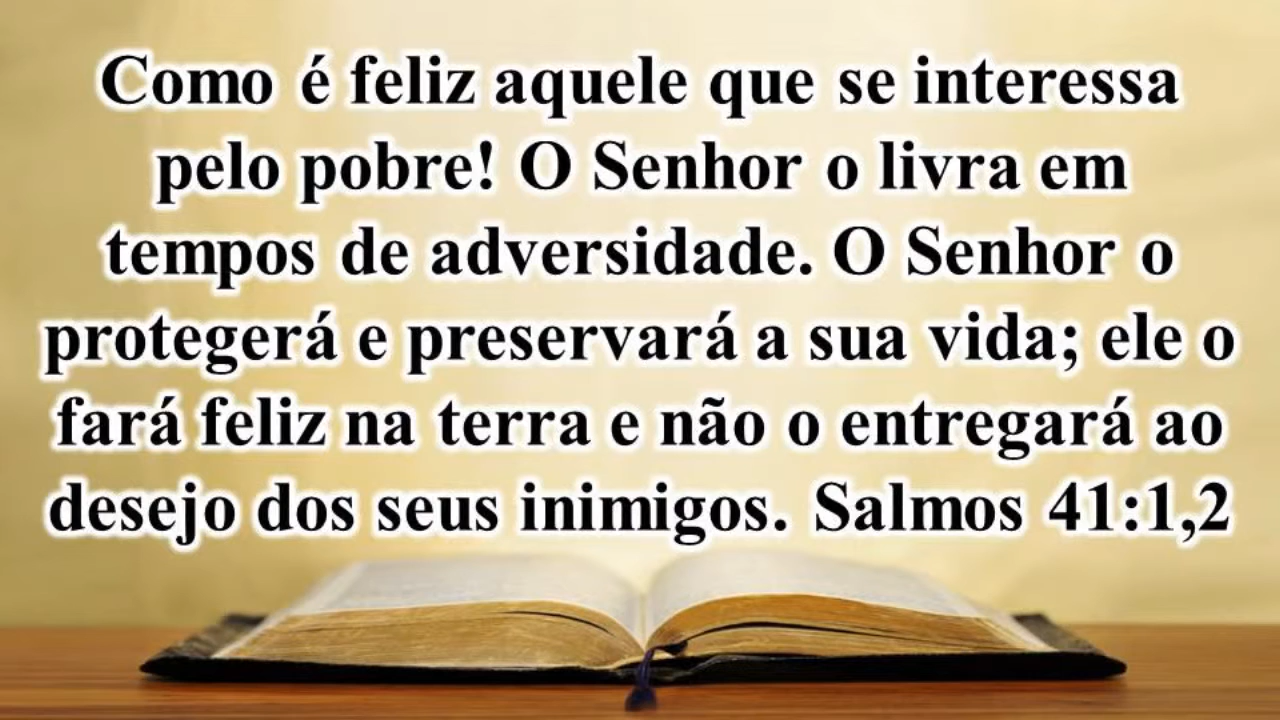 Como é feliz aquele que se interessa
pelo pobre! O Senhor o livra em
tempos de adversidade. O Senhor o
protegerá e preservará a sua vida; ele o
fará feliz na terra e não o entregará ao
desejo dos seus inimigos. Salmos 41:1,2